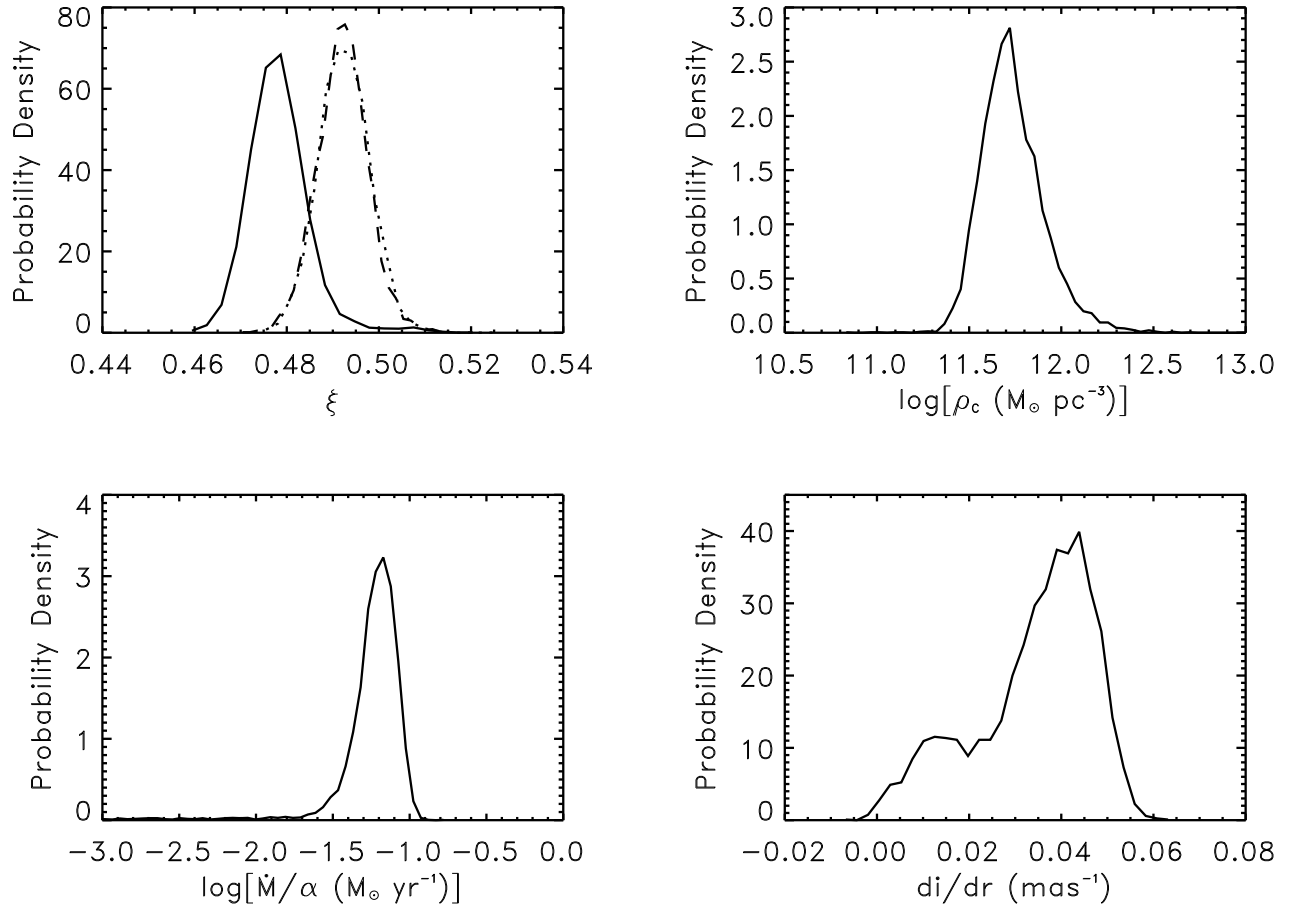 80
60
40
20
0
Probability Density
0.44 0.46 0.48 0.50 0.52 0.54
ξ
3.0
2.5
2.0
1.5
1.0
0.5
0.0
Probability Density
10.5 11.0 11.5 12.0 12.5 13.0
log[ρc (M⊙ pc⁻³)]
4
3
2
1
0
Probability Density
−3.0 −2.5 −2.0 −1.5 −1.0 −0.5 0.0
log[Ṁ/α (M⊙ yr⁻¹)]
40
30
20
10
0
Probability Density
−0.02 0.00 0.02 0.04 0.06 0.08
di/dr (mas⁻¹)